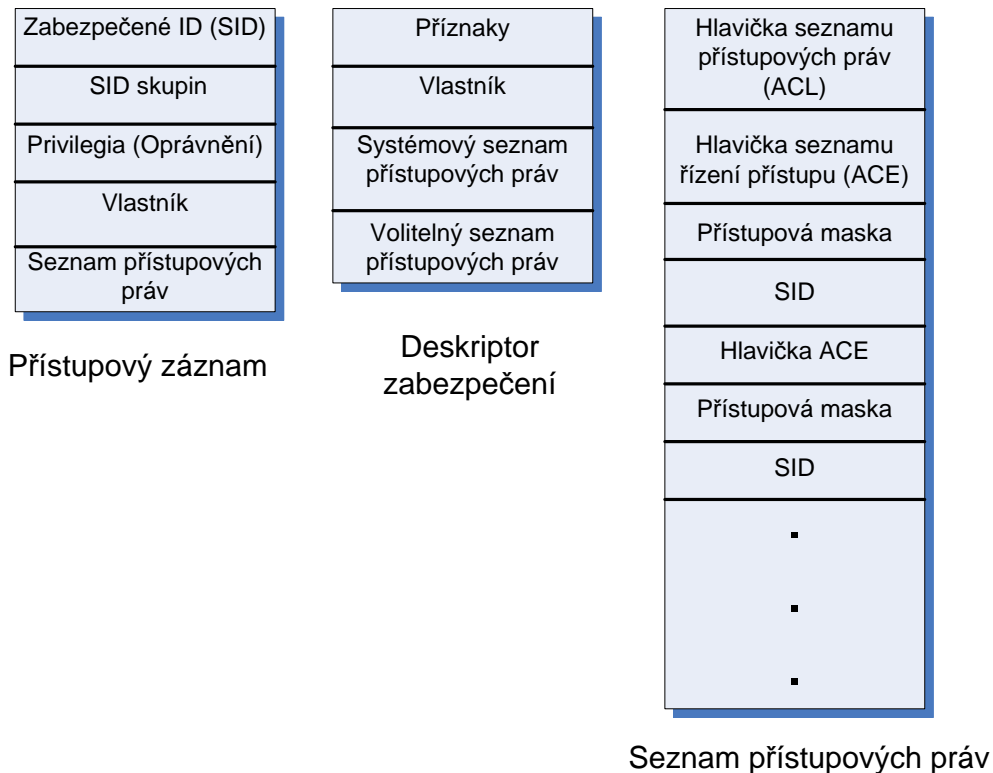 Zabezpečené ID (SID)
SID skupin
Privilegia (Oprávnění)
Vlastník
Seznam přístupových
práv
Přístupový záznam
Příznaky
Vlastník
Systémový seznam
přístupových práv
Volitelný seznam
přístupových práv
Deskriptor
zabezpečení
Hlavička seznamu
přístupových práv
(ACL)
Hlavička seznamu
řízení přístupu (ACE)
Přístupová maska
SID
Hlavička ACE
Přístupová maska
SID
Seznam přístupových práv